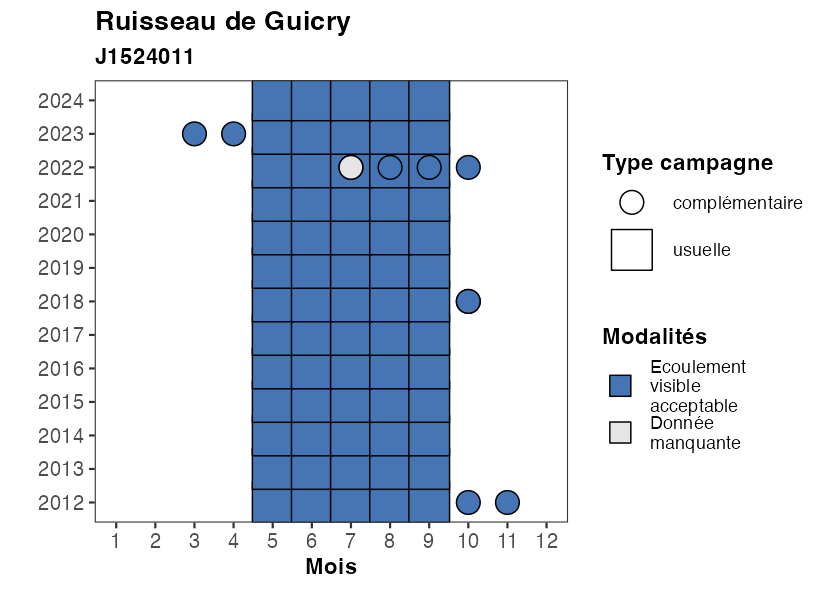 Ruisseau de Guicry
J1524011
2024
2023
2022
2021
2020
2019
2018
2017
2016
2015
2014
2013
2012
1 2 3 4 5 6 7 8 9 10 11 12
Mois
Type campagne
complémentaire
usuelle
Modalités
Ecoulement
visible
acceptable
Donnée
manquante